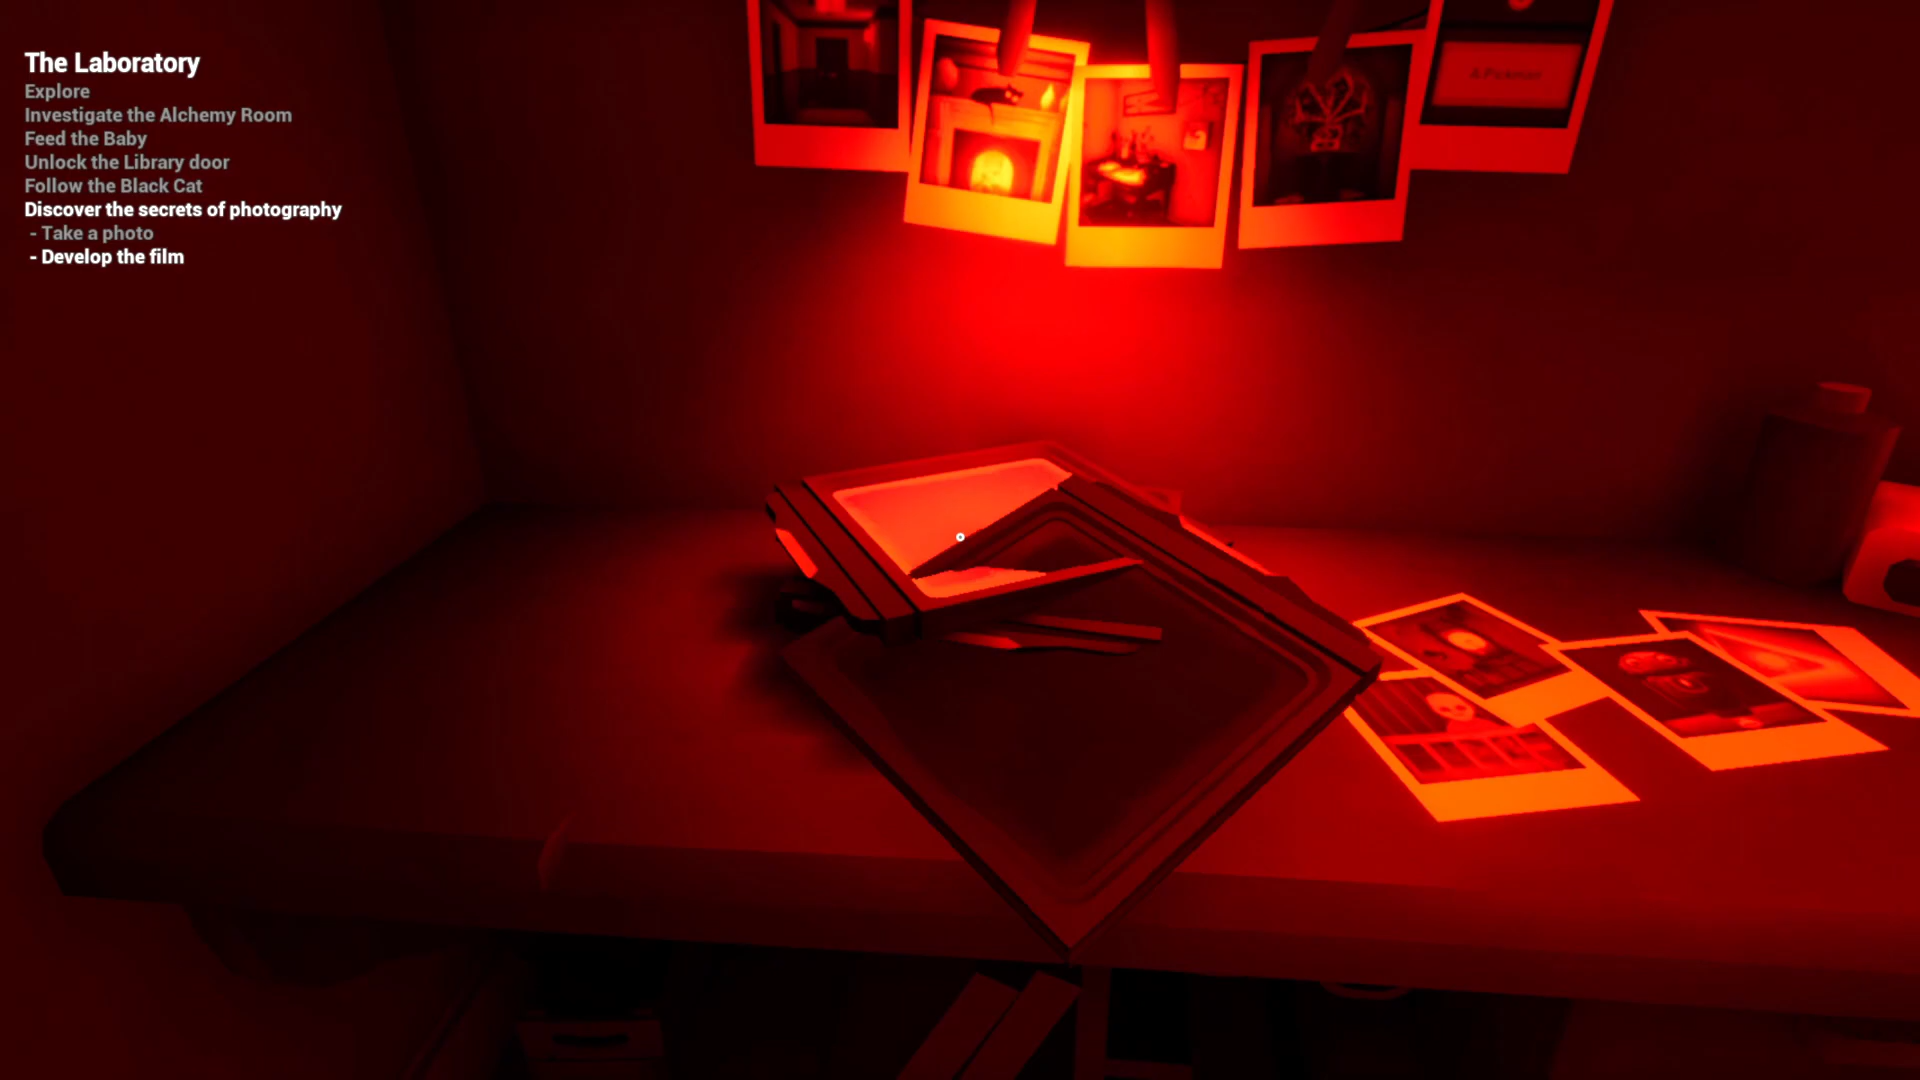 The Laboratory
Explore
Investigate the Alchemy Room
Feed the Baby
Unlock the Library door
Follow the Black Cat
Discover the secrets of photography
- Take a photo
- Develop the film